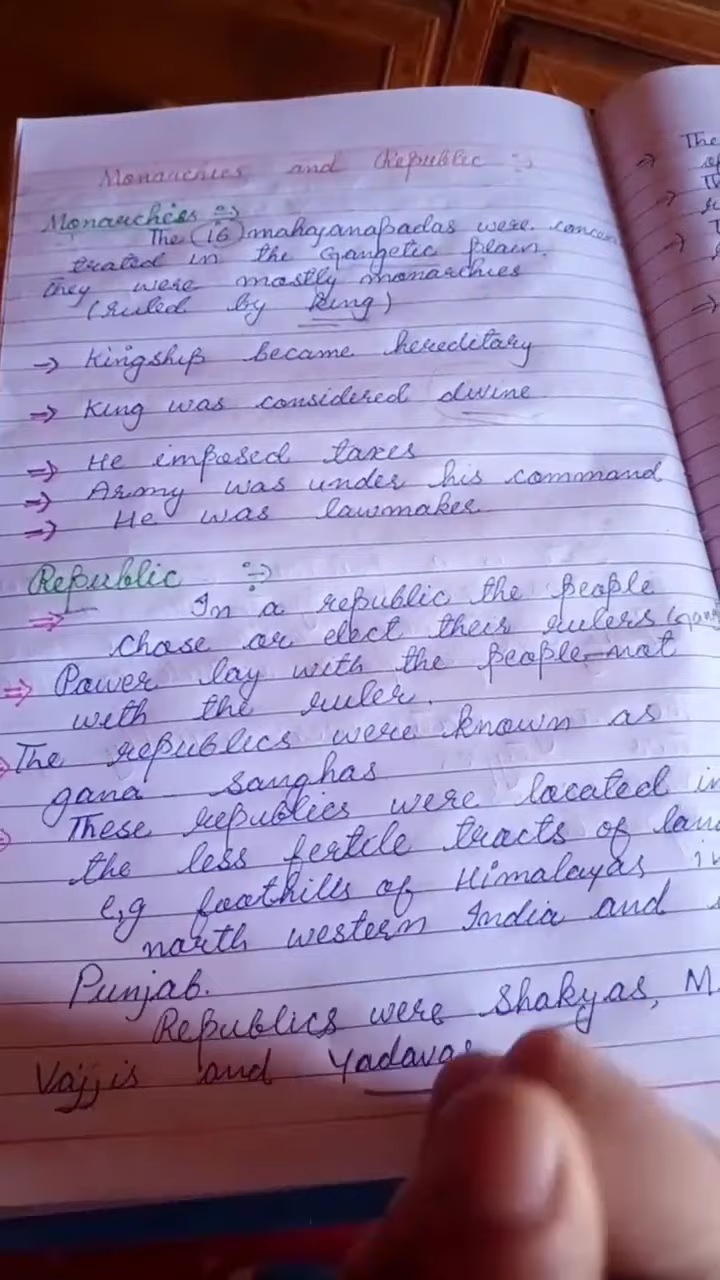 Monarchies and Republic :-
Monarchies :-
The (16) mahajanapadas were concen
trated in the Gangetic plain.
They were mostly monarchies
(ruled by king)
→ Kingship became hereditary
⇒ King was considered divine
⇒ He imposed taxes
⇒ Army was under his command
⇒ He was lawmaker
Republic :-
⇒ In a republic the people
chose or elect their rulers
⇒ Power lay with the people not
with the ruler.
The republics were known as
gana sanghas
These republics were located in
the less fertile tracts of lan
e,g foothills of Himalayas in
north western India and
Punjab.
Republics were Shakyas, M
Vajjis and Yadavas
→ The
→
→
⇒